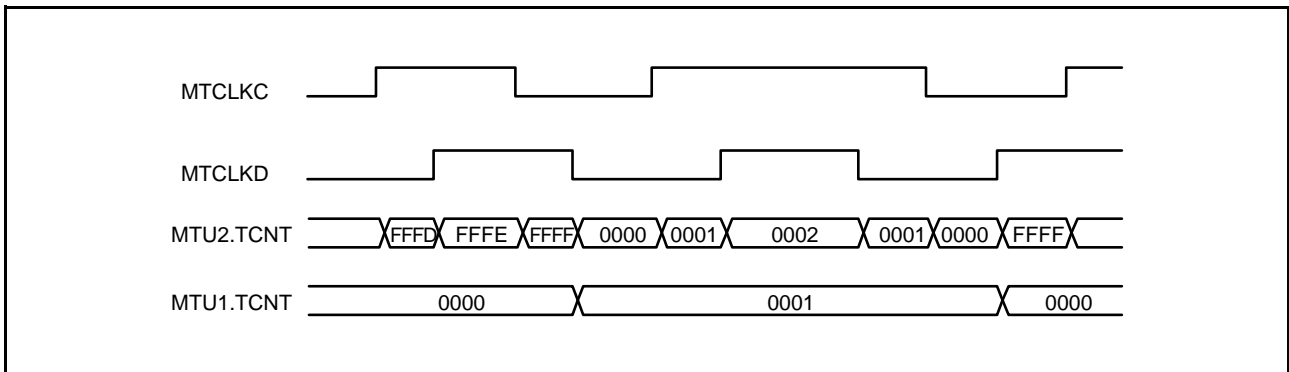 MTCLKC
MTCLKD
MTU2.TCNT FFFD FFFE FFFF 0000 0001 0002 0001 0000 FFFF
MTU1.TCNT 0000 0001 0000